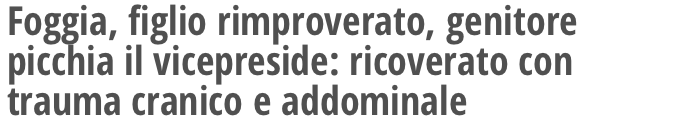 Foggia, figlio rimproverato, genitore
picchia il vicepreside: ricoverato con
trauma cranico e addominale